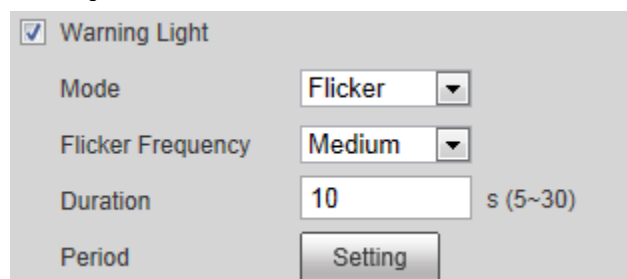 Warning Light
Mode Flicker
Flicker Frequency Medium
Duration 10 s (5~30)
Period Setting